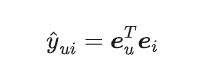 ŷ_{ui} = e_u^T e_i